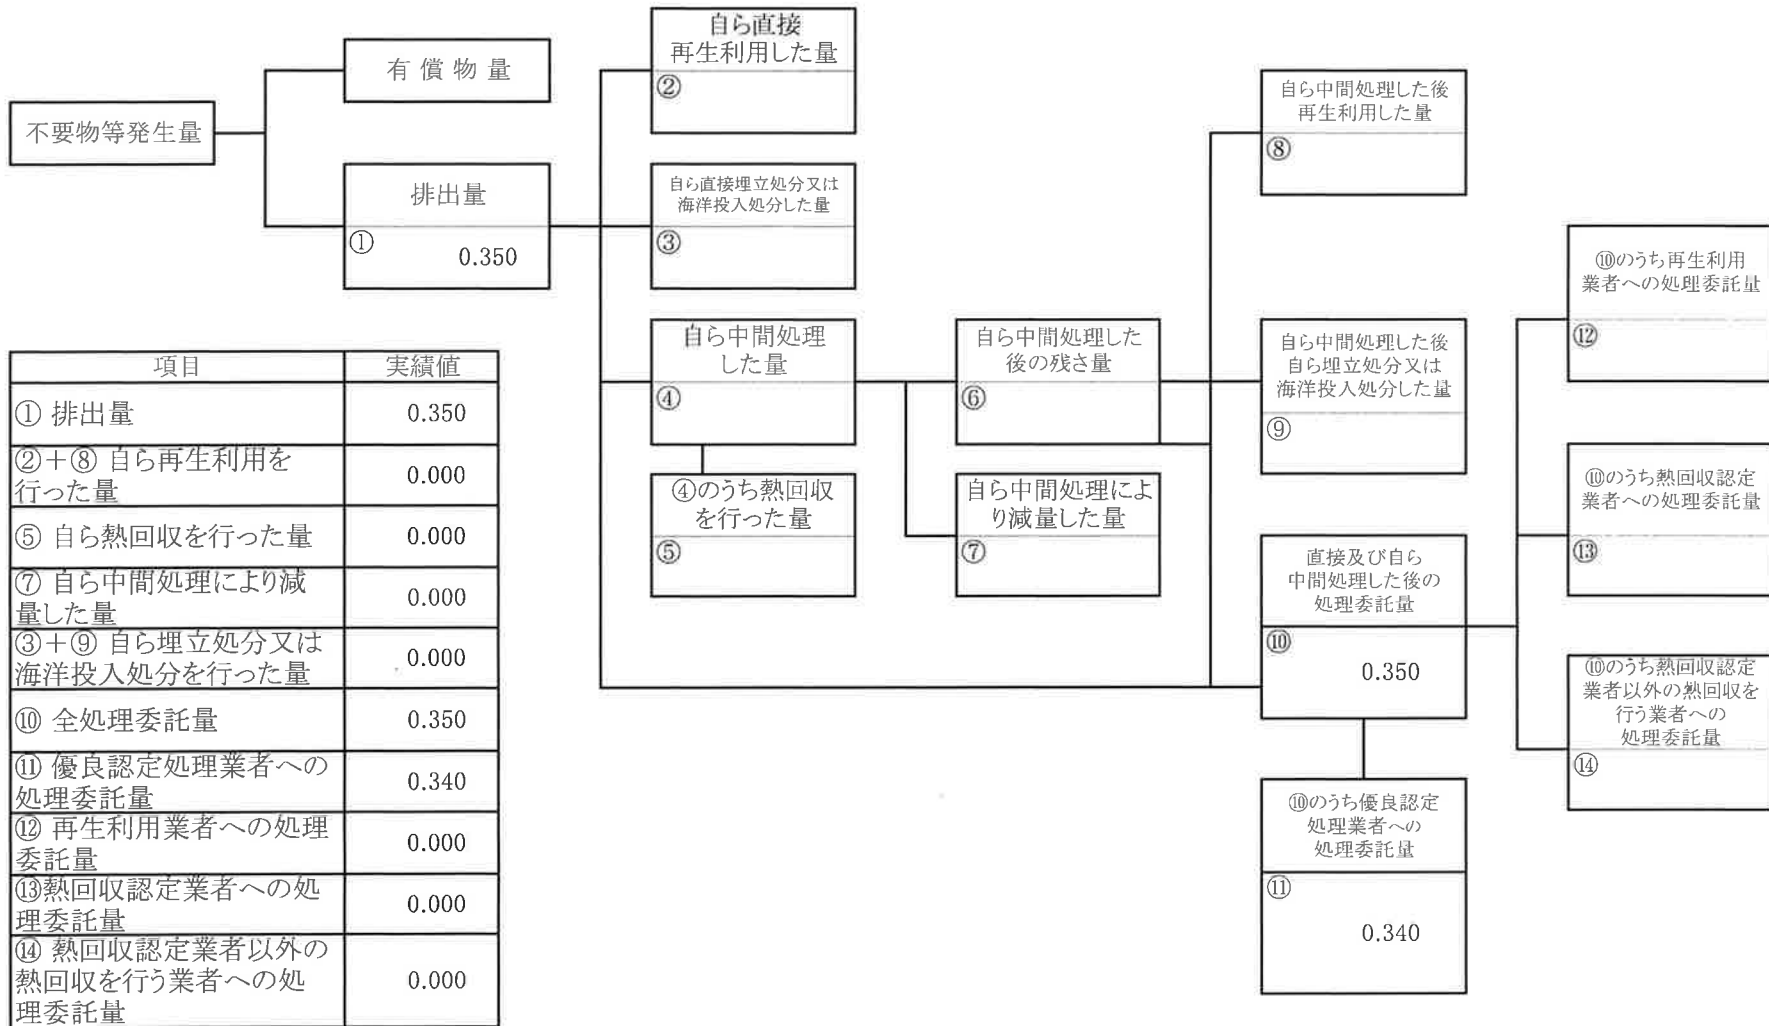 不要物等発生量
有償物量
排出量
①
0.350
自ら直接
再生利用した量
②
自ら直接埋立処分又は
海洋投入処分した量
③
自ら中間処理
した量
④
④のうち熱回収
を行った量
⑤
自ら中間処理した
後の残さ量
⑥
自ら中間処理によ
り減量した量
⑦
自ら中間処理した後
再生利用した量
⑧
自ら中間処理した後
自ら埋立処分又は
海洋投入処分した量
⑨
直接及び自ら
中間処理した後の
処理委託量
⑩
0.350
⑩のうち優良認定
処理業者への
処理委託量
⑪
0.340
⑩のうち再生利用
業者への処理委託量
⑫
⑩のうち熱回収認定
業者への処理委託量
⑬
⑩のうち熱回収認定
業者以外の熱回収を
行う業者への
処理委託量
⑭
項目 実績値
① 排出量 0.350
②+⑧ 自ら再生利用を
行った量 0.000
⑤ 自ら熱回収を行った量 0.000
⑦ 自ら中間処理により減
量した量 0.000
③+⑨ 自ら埋立処分又は
海洋投入処分を行った量 0.000
⑩ 全処理委託量 0.350
⑪ 優良認定処理業者への
処理委託量 0.340
⑫ 再生利用業者への処理
委託量 0.000
⑬熱回収認定業者への処
理委託量 0.000
⑭ 熱回収認定業者以外の
熱回収を行う業者への処
理委託量 0.000